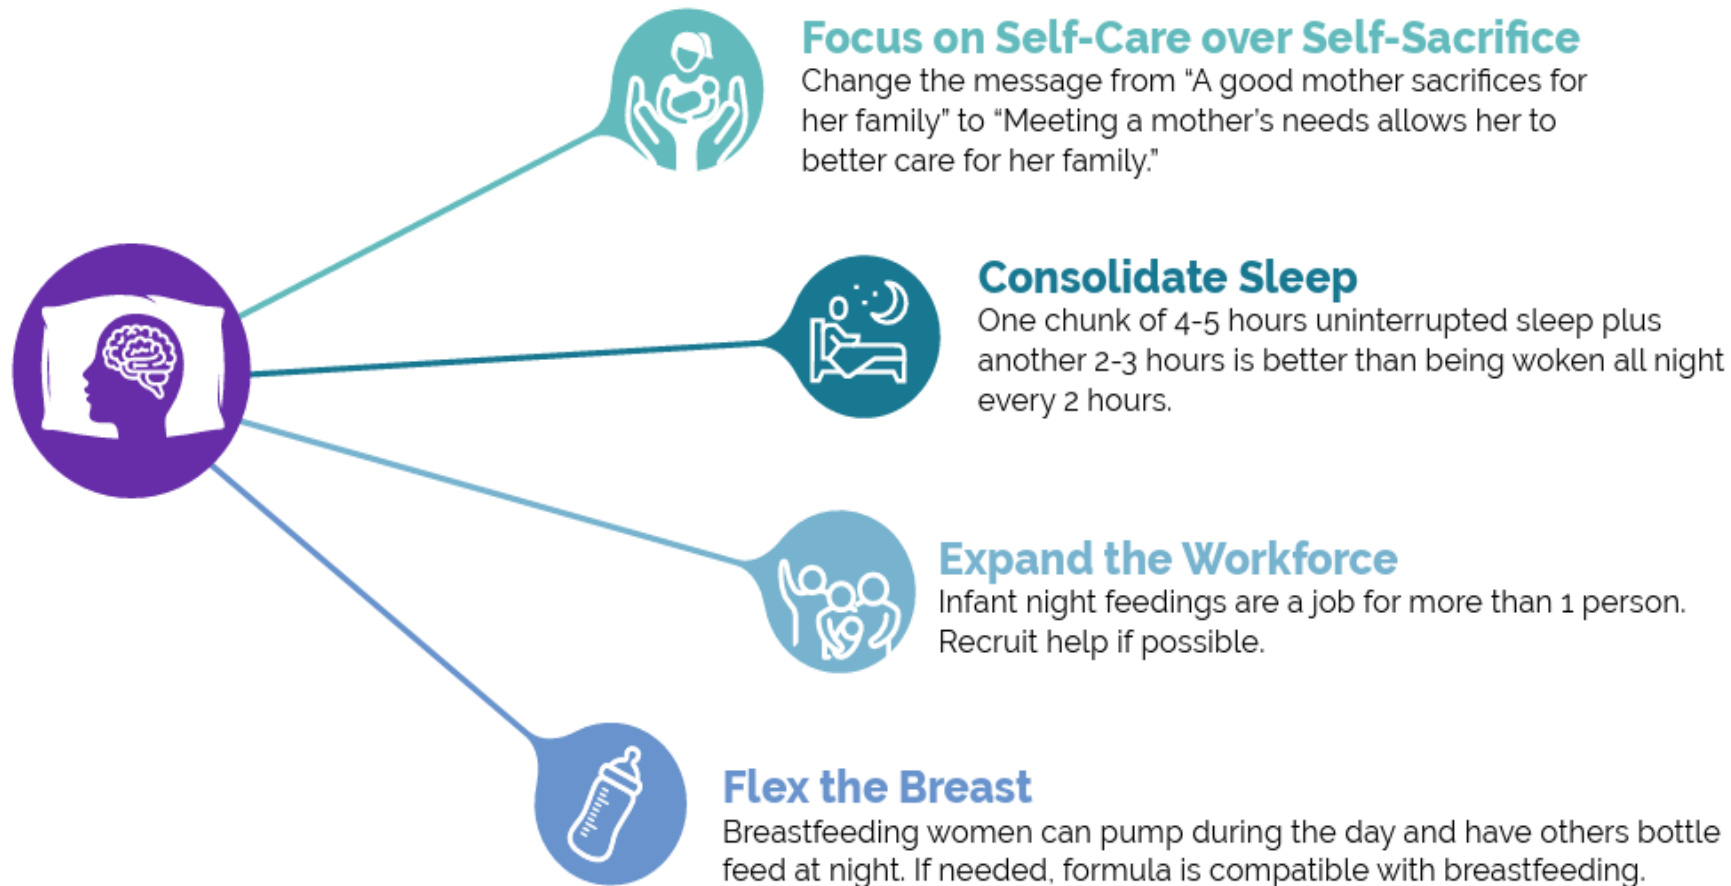 Focus on Self-Care over Self-Sacrifice
Change the message from “A good mother sacrifices for
her family” to “Meeting a mother’s needs allows her to
better care for her family.”
Consolidate Sleep
One chunk of 4-5 hours uninterrupted sleep plus
another 2-3 hours is better than being woken all night
every 2 hours.
Expand the Workforce
Infant night feedings are a job for more than 1 person.
Recruit help if possible.
Flex the Breast
Breastfeeding women can pump during the day and have others bottle
feed at night. If needed, formula is compatible with breastfeeding.